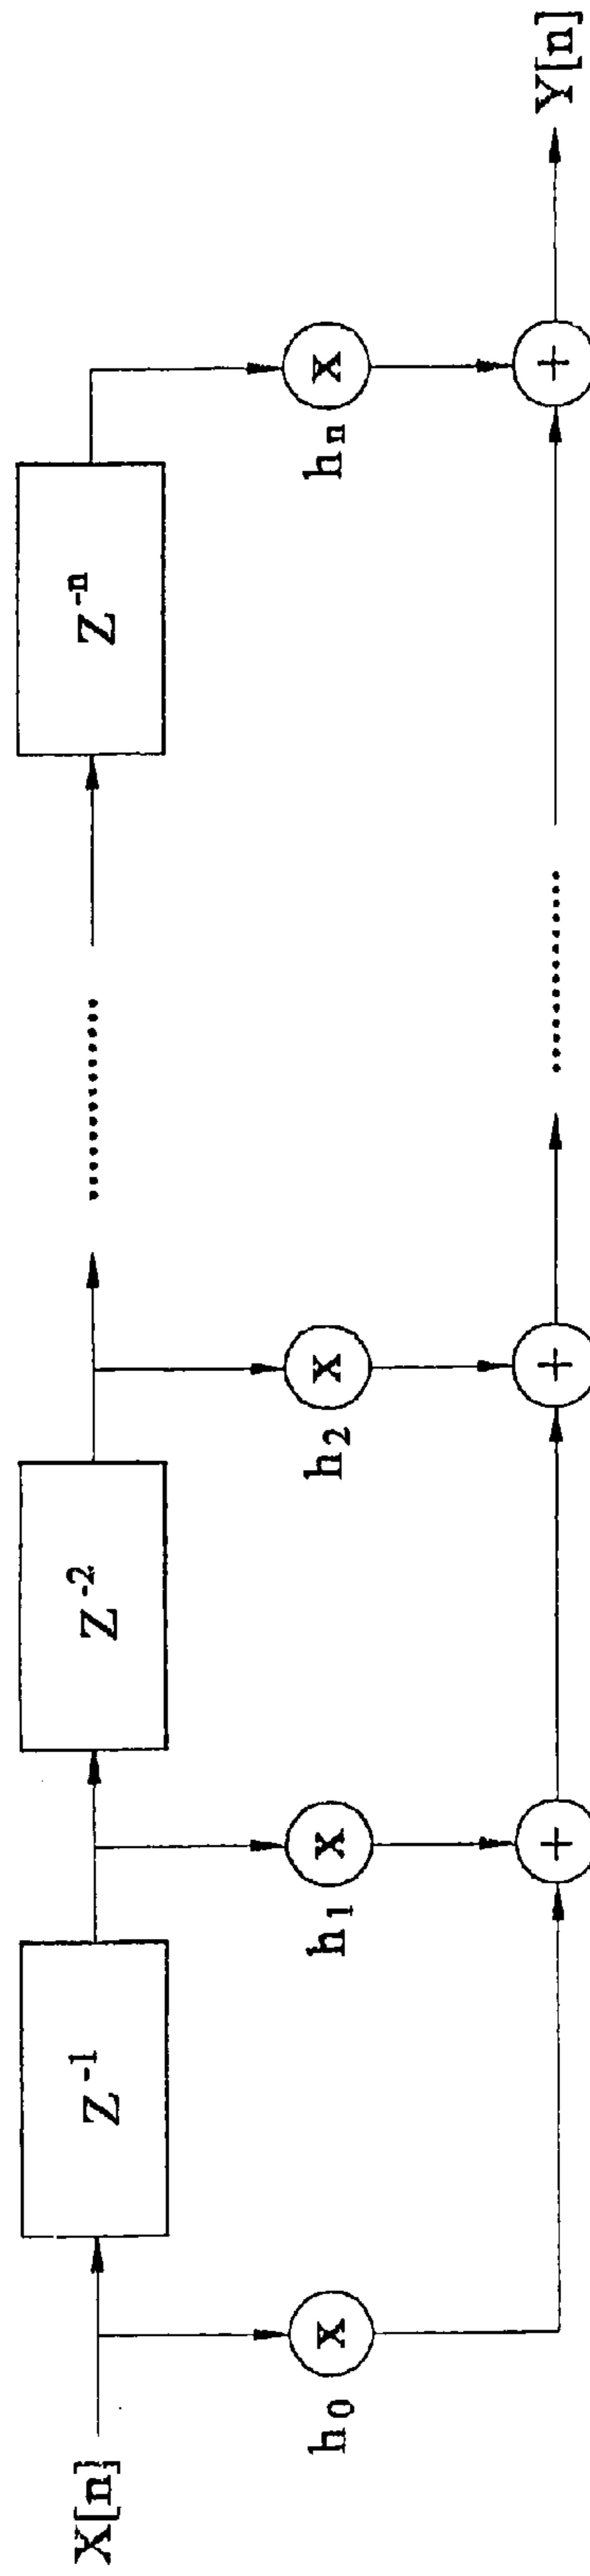 X[n]
Z⁻¹
Z⁻²
............
Z⁻ⁿ
h₀
X
h₁
X
h₂
X
hₙ
X
+
+
............
+
Y[n]